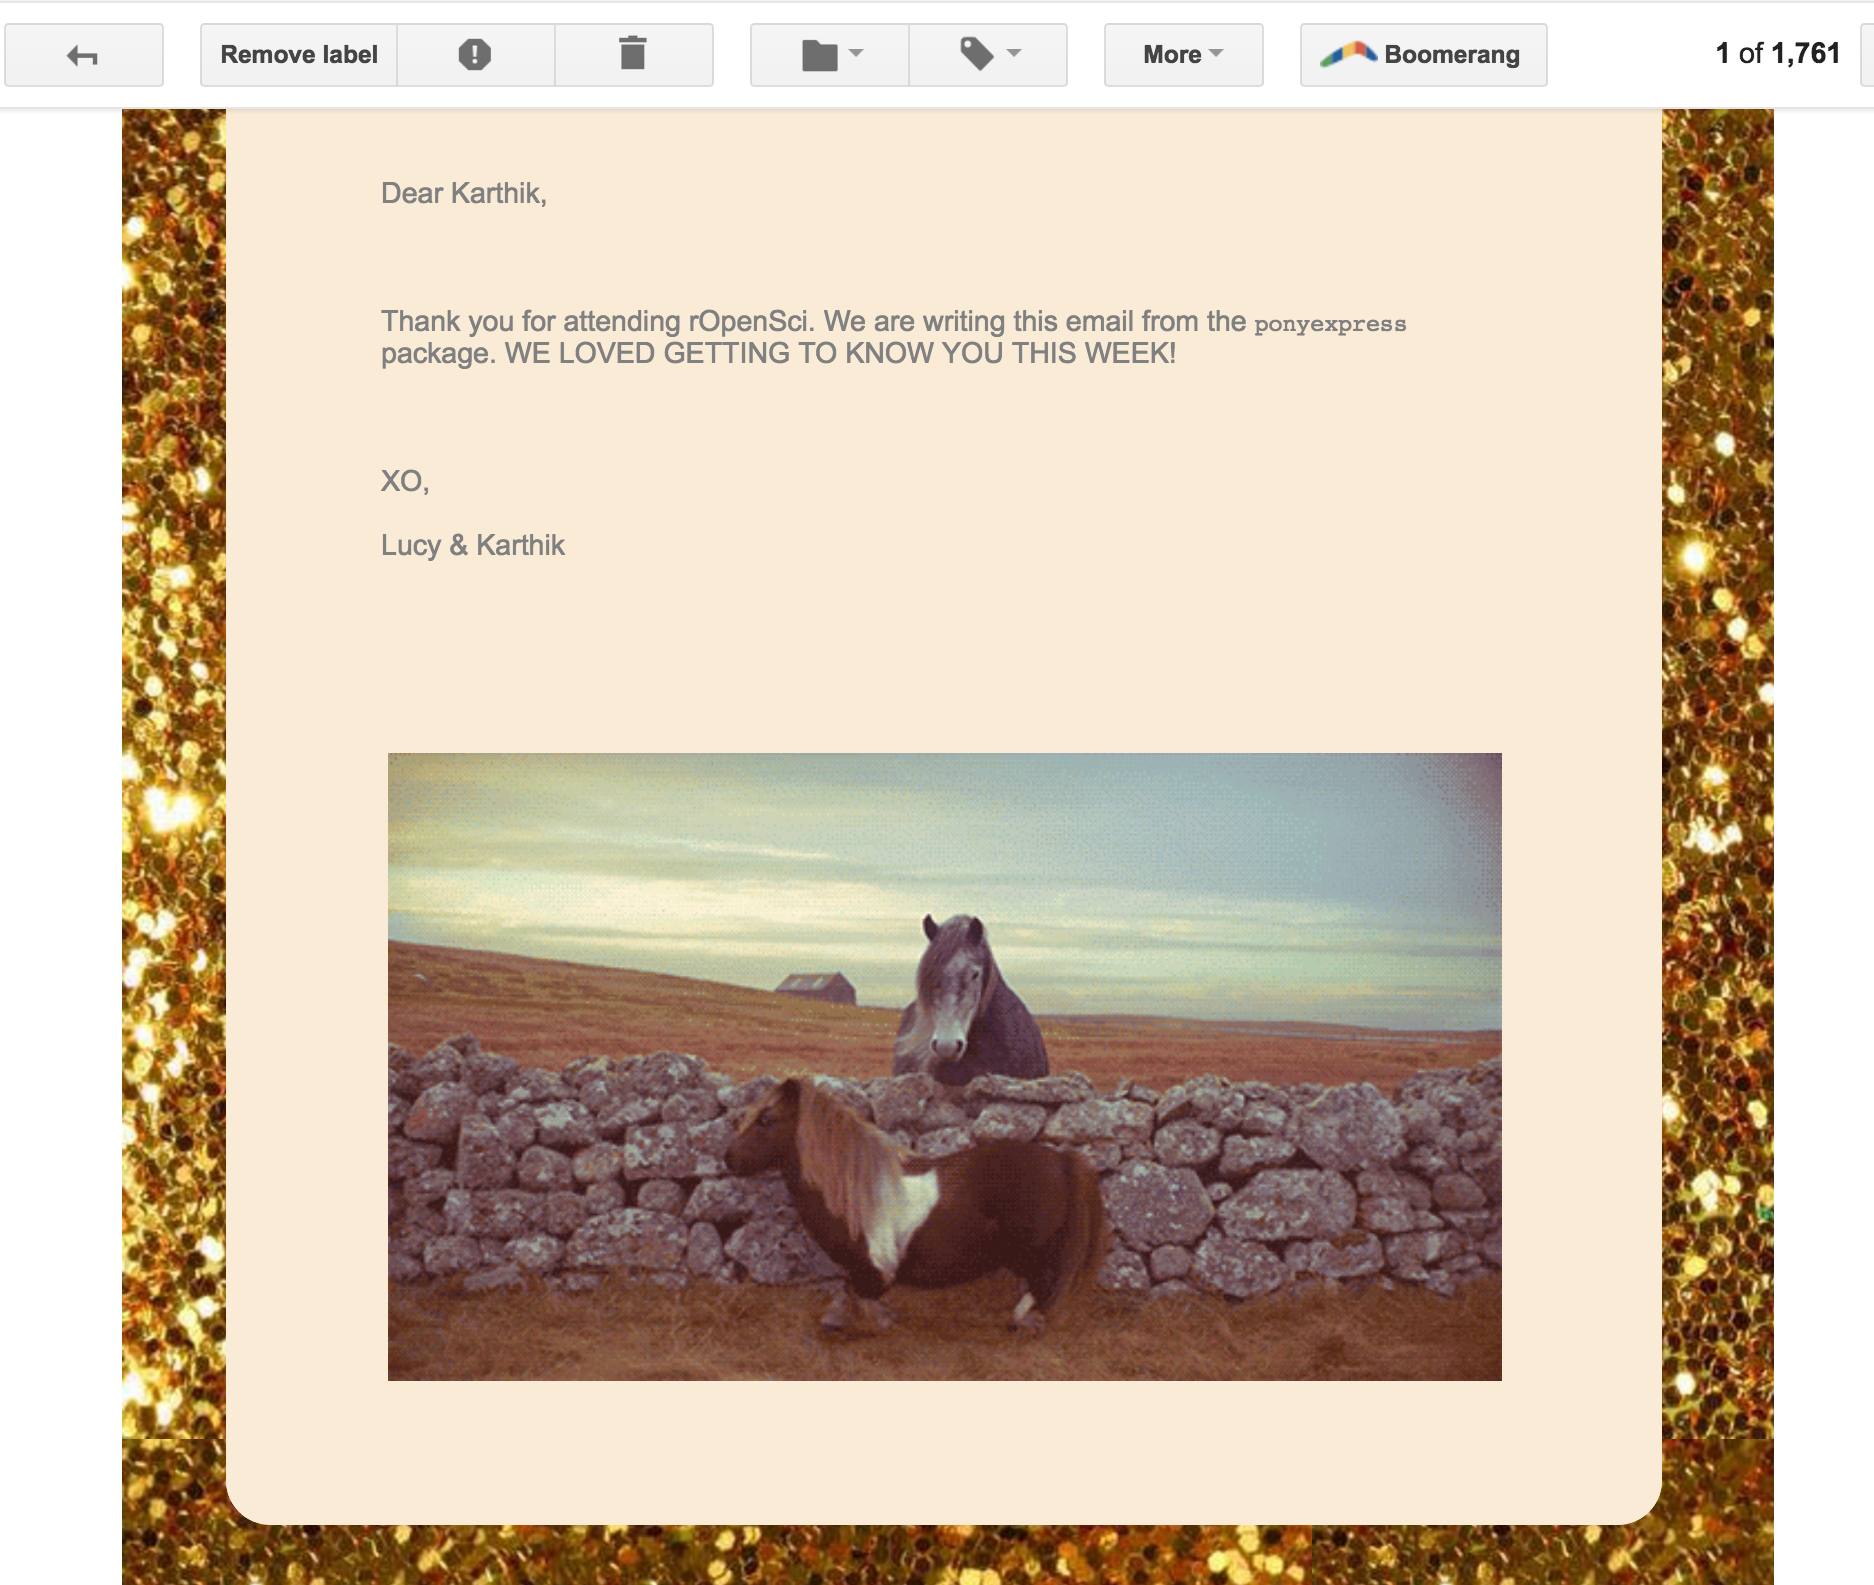 Remove label
More
Boomerang
1 of 1,761
Dear Karthik,
Thank you for attending rOpenSci. We are writing this email from the ponyexpress
package. WE LOVED GETTING TO KNOW YOU THIS WEEK!
XO,
Lucy & Karthik